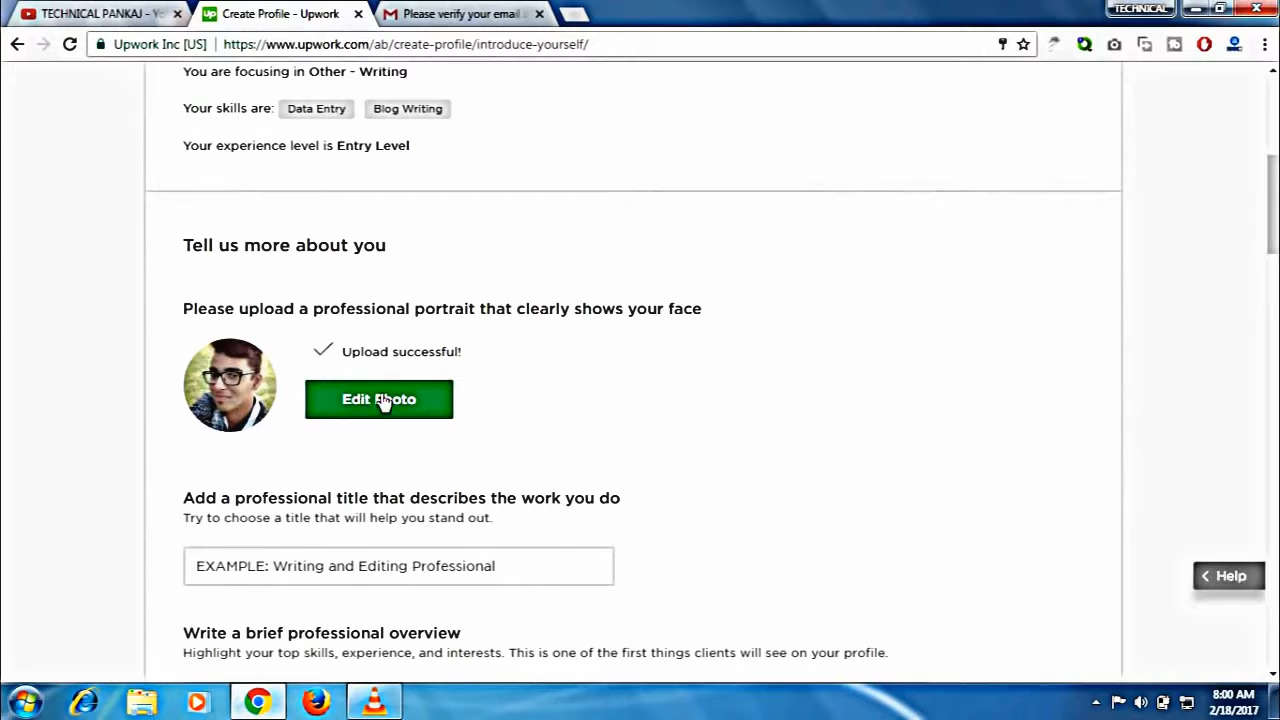 TECHNICAL PANKAJ - Yo
Create Profile - Upwork
Please verify your email
TECHNICAL
Upwork Inc [US]
https://www.upwork.com/ab/create-profile/introduce-yourself/
You are focusing in Other - Writing
Your skills are: Data Entry Blog Writing
Your experience level is Entry Level
Tell us more about you
Please upload a professional portrait that clearly shows your face
Upload successful!
Edit Photo
Add a professional title that describes the work you do
Try to choose a title that will help you stand out.
EXAMPLE: Writing and Editing Professional
Help
Write a brief professional overview
Highlight your top skills, experience, and interests. This is one of the first things clients will see on your profile.
8:00 AM
2/18/2017